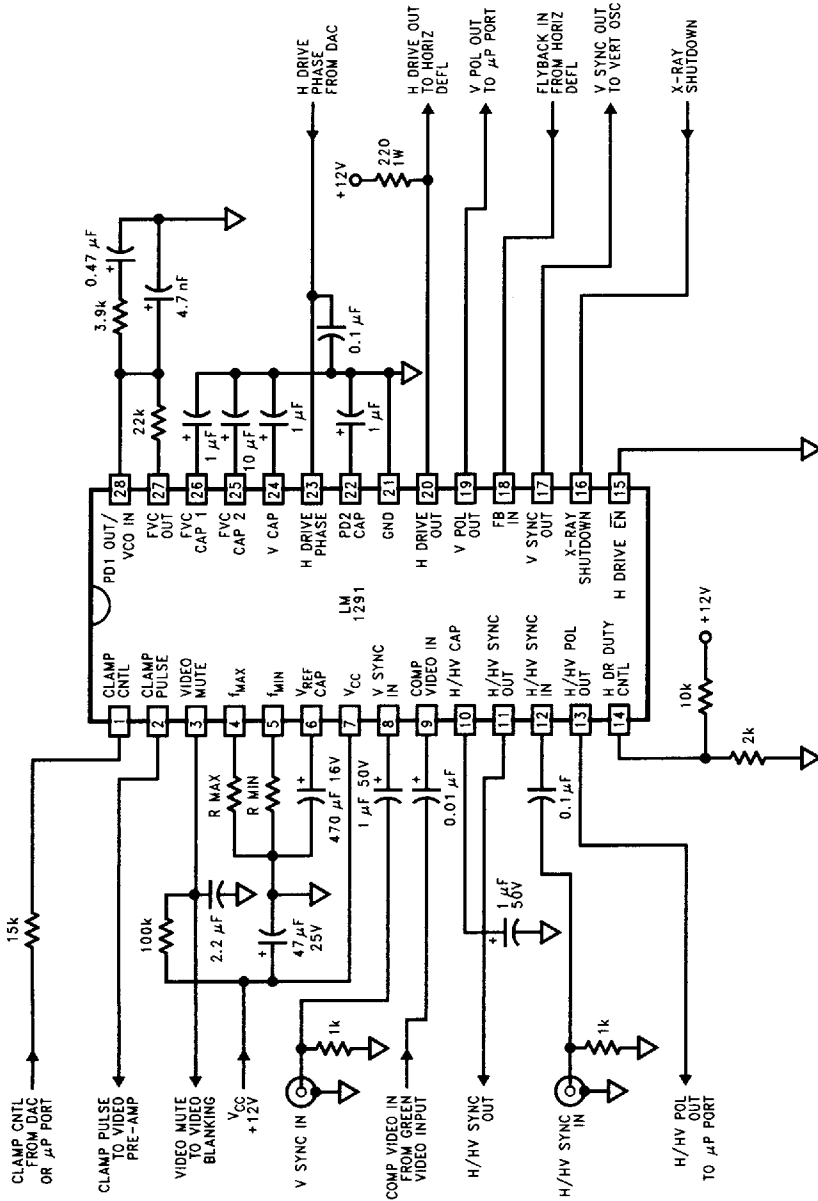 CLAMP CNTL
FROM DAC
OR μP PORT
15k
CLAMP PULSE
TO VIDEO
PRE-AMP
VIDEO MUTE
TO VIDEO
BLANKING
VCC
+12V
100k
2.2 μF
+
47 μF
25V
R MAX
R MIN
+
470 μF 16V
V SYNC IN
1k
1 μF 50V
+
COMP VIDEO IN
FROM GREEN
VIDEO INPUT
+
0.01 μF
H/HV SYNC
OUT
+
1 μF
50V
H/HV SYNC
IN
1k
0.1μF
H/HV POL
OUT
TO μP PORT
10k
+12V
2k
1
CLAMP
CNTL
2
CLAMP
PULSE
3
VIDEO
MUTE
4
fMAX
5
fMIN
6
VREF
CAP
7
VCC
8
V SYNC
IN
9
COMP
VIDEO IN
10
H/HV CAP
11
H/HV SYNC
OUT
12
H/HV SYNC
IN
13
H/HV POL
OUT
14
H DR DUTY
CNTL
LM
1291
PD1 OUT/
VCO IN
28
FVC
OUT
27
FVC
CAP 1
26
FVC
CAP 2
25
V CAP
24
H DRIVE
PHASE
23
PD2
CAP
22
GND
21
H DRIVE
OUT
20
V POL
OUT
19
FB
IN
18
V SYNC
OUT
17
X-RAY
SHUTDOWN
16
H DRIVE EN
15
3.9k
+
0.47 μF
22k
+
4.7 nF
+
1 μF
+
10 μF
+
1 μF
0.1 μF
+
1 μF
H DRIVE
PHASE
FROM DAC
+12V
220
1W
H DRIVE OUT
TO HORIZ
DEFL
V POL OUT
TO μP PORT
FLYBACK IN
FROM HORIZ
DEFL
V SYNC OUT
TO VERT OSC
X-RAY
SHUTDOWN